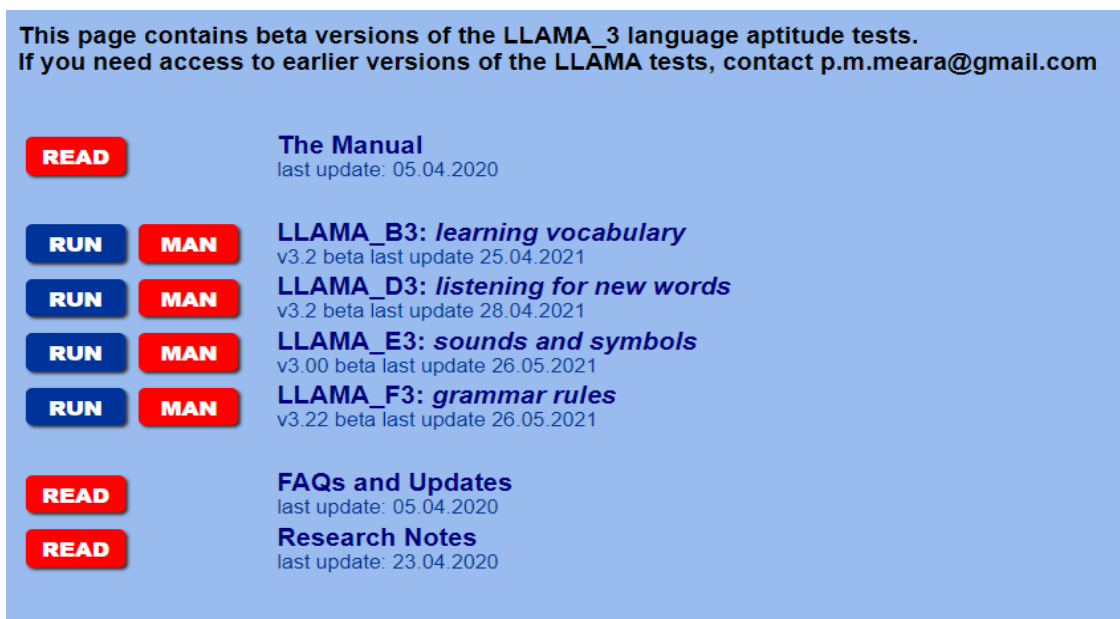 This page contains beta versions of the LLAMA_3 language aptitude tests.
If you need access to earlier versions of the LLAMA tests, contact p.m.meara@gmail.com
READ The Manual
last update: 05.04.2020
RUN MAN LLAMA_B3: learning vocabulary
v3.2 beta last update 25.04.2021
RUN MAN LLAMA_D3: listening for new words
v3.2 beta last update 28.04.2021
RUN MAN LLAMA_E3: sounds and symbols
v3.00 beta last update 26.05.2021
RUN MAN LLAMA_F3: grammar rules
v3.22 beta last update 26.05.2021
READ FAQs and Updates
last update: 05.04.2020
READ Research Notes
last update: 23.04.2020